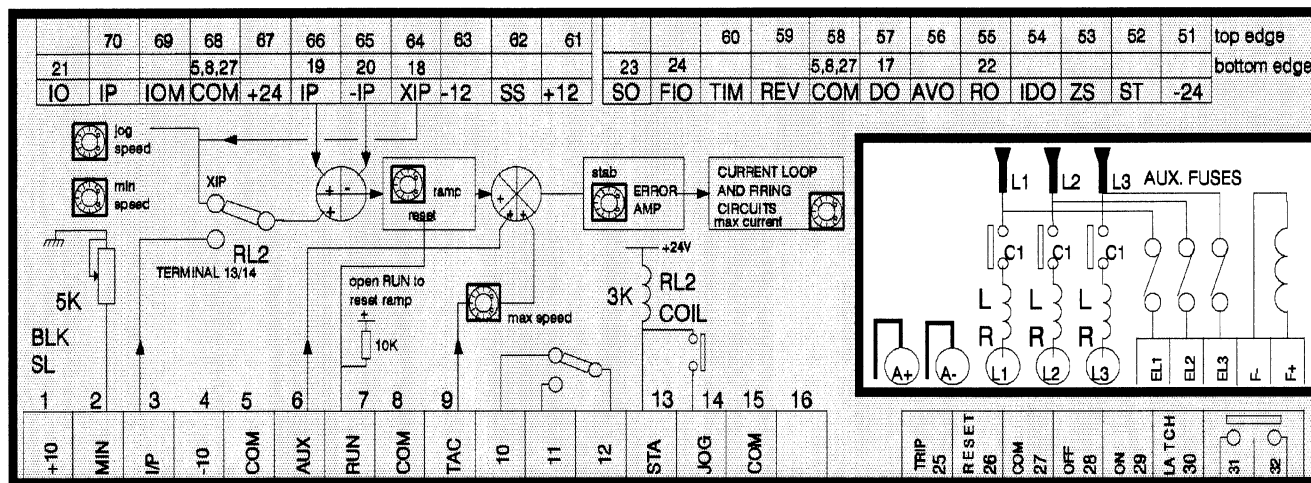 70 69 68 67 66 65 64 63 62 61 60 59 58 57 56 55 54 53 52 51 top edge
21 5,8,27 19 20 18 23 24 5,8,27 17 22 bottom edge
IO IP IOM COM +24 IP -IP XIP -12 SS +12 SO FIO TIM REV COM DO AVO RO IDO ZS ST -24
jog
speed
min
speed
XIP
RL2
TERMINAL 13/14
5K
BLK
SL
+ -
+
ramp
reset
open RUN to
reset ramp
+
10K
+
+ +
max speed
stab
ERROR
AMP
CURRENT LOOP
AND FIRING
CIRCUITS
max current
+24V
RL2
3K
COIL
L1 L2 L3 AUX. FUSES
C1 C1 C1
L L L
R R R
A+ A- L1 L2 L3 EL1 EL2 EL3 F- F+
1 2 3 4 5 6 7 8 9 13 14 15 16
+10 MIN I/P -10 COM AUX RUN COM TAC 10 11 12 STA JOG COM
TRIP 25
RESET 26
COM 27
OFF 28
ON 29
LATCH 30
31
32